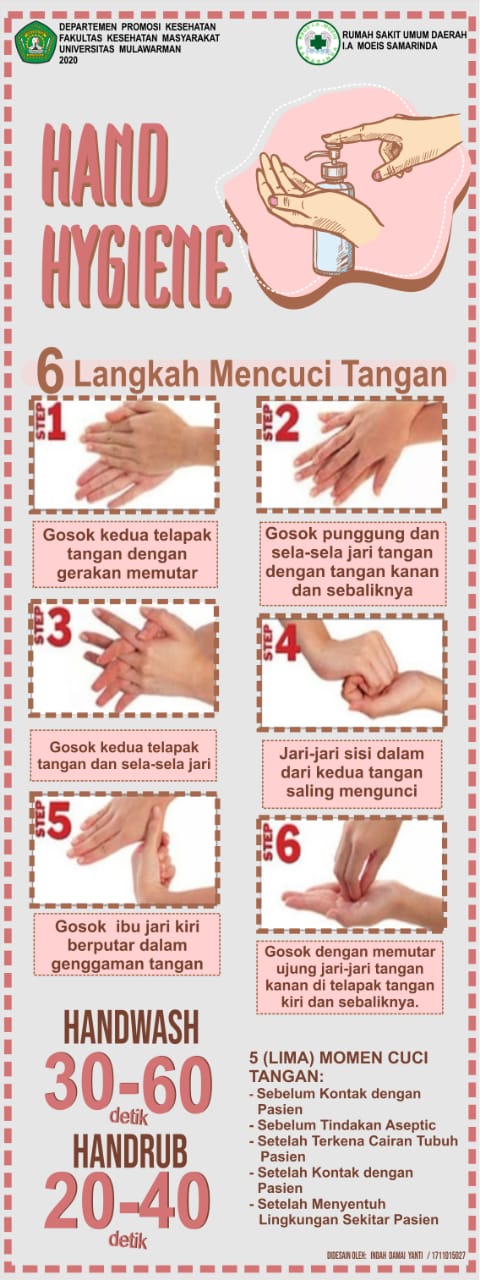 DEPARTEMEN PROMOSI KESEHATAN
FAKULTAS KESEHATAN MASYARAKAT
UNIVERSITAS MULAWARMAN
2020
RUMAH SAKIT UMUM DAERAH
I.A MOEIS SAMARINDA
HAND
HYGIENE
6 Langkah Mencuci Tangan
STEP 1
Gosok kedua telapak
tangan dengan
gerakan memutar
STEP 2
Gosok punggung dan
sela-sela jari tangan
dengan tangan kanan
dan sebaliknya
STEP 3
Gosok kedua telapak
tangan dan sela-sela jari
STEP 4
Jari-jari sisi dalam
dari kedua tangan
saling mengunci
STEP 5
Gosok ibu jari kiri
berputar dalam
genggaman tangan
STEP 6
Gosok dengan memutar
ujung jari-jari tangan
kanan di telapak tangan
kiri dan sebaliknya.
HANDWASH
30-60
detik
HANDRUB
20-40
detik
5 (LIMA) MOMEN CUCI
TANGAN:
- Sebelum Kontak dengan
Pasien
- Sebelum Tindakan Aseptic
- Setelah Terkena Cairan Tubuh
Pasien
- Setelah Kontak dengan
Pasien
- Setelah Menyentuh
Lingkungan Sekitar Pasien
DIDESAIN OLEH: INDAH DAMAI YANTI / 1711015027